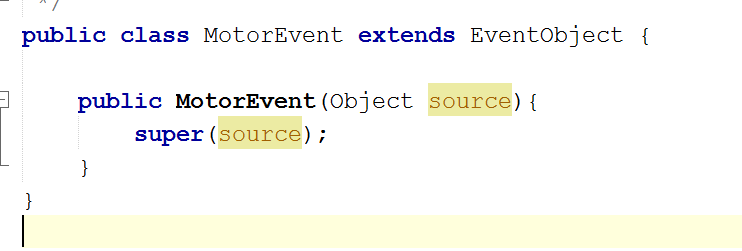 */
public class MotorEvent extends EventObject {
public MotorEvent(Object source){
super(source);
}
}